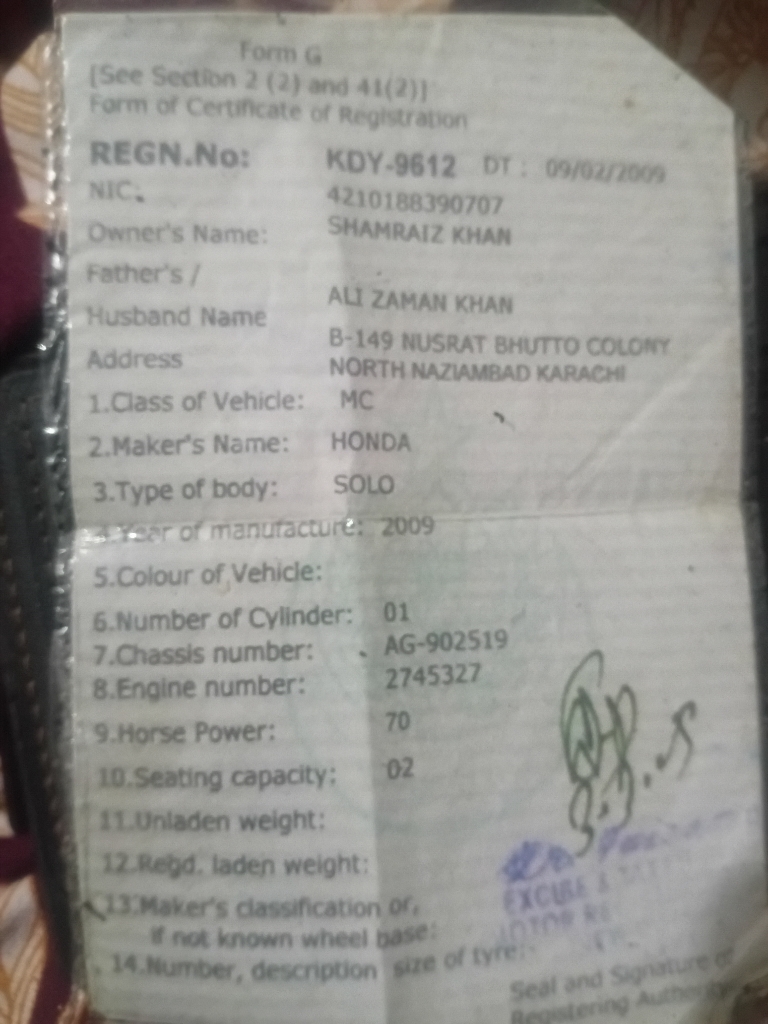 Form G
[See Section 2 (2) and 41(2)]
Form of Certificate of Registration
REGN.No: KDY-9612 DT : 09/02/2009
NIC: 4210188390707
Owner's Name: SHAMRAIZ KHAN
Father's /
Husband Name ALI ZAMAN KHAN
Address B-149 NUSRAT BHUTTO COLONY
NORTH NAZIAMBAD KARACHI
1.Class of Vehicle: MC
2.Maker's Name: HONDA
3.Type of body: SOLO
4.Year of manufacture: 2009
5.Colour of Vehicle:
6.Number of Cylinder: 01
7.Chassis number: AG-902519
8.Engine number: 2745327
9.Horse Power: 70
10.Seating capacity: 02
11.Unladen weight:
12.Regd. laden weight:
13.Maker's classification or,
if not known wheel base:
14.Number, description size of tyre:
EXCISE &
Seal and Signature of
Registering Authority